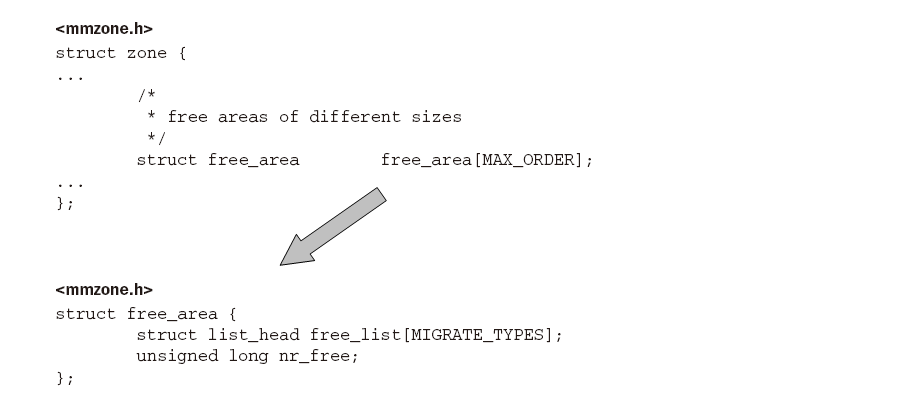 <mmzone.h>
struct zone {
...
        /*
         * free areas of different sizes
         */
        struct free_area        free_area[MAX_ORDER];
...
};
<mmzone.h>
struct free_area {
        struct list_head free_list[MIGRATE_TYPES];
        unsigned long nr_free;
};